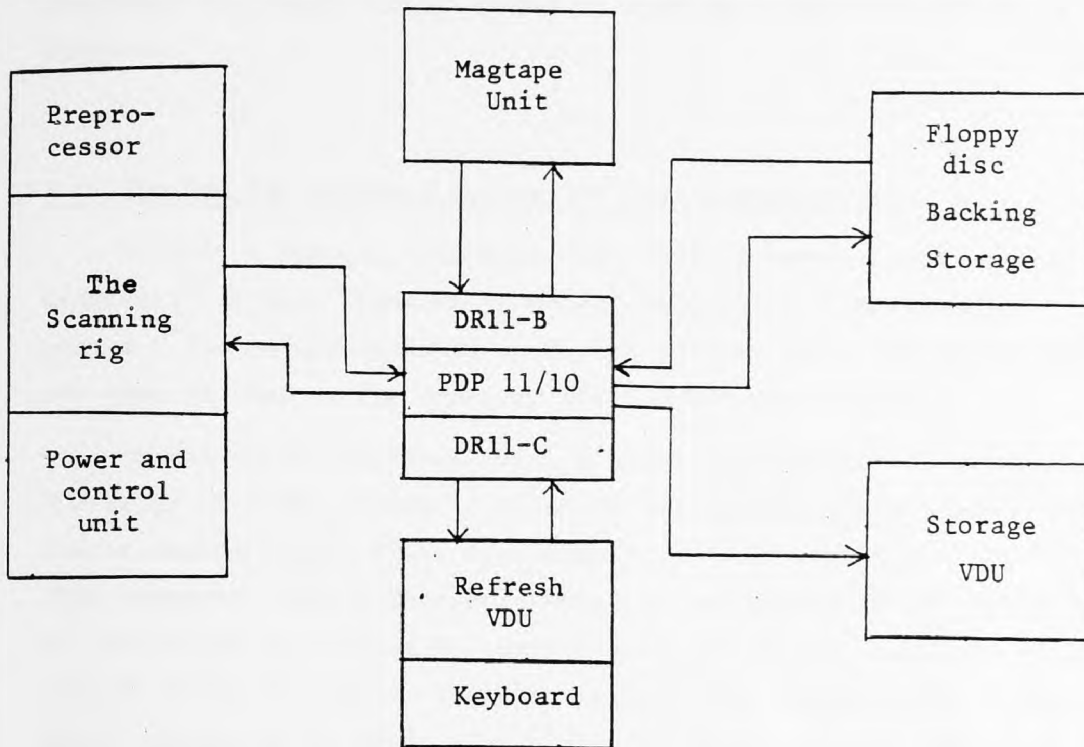 Prepro-
cessor
The
Scanning
rig
Power and
control
unit
Magtape
Unit
DR11-B
PDP 11/10
DR11-C
Refresh
VDU
Keyboard
Floppy
disc
Backing
Storage
Storage
VDU